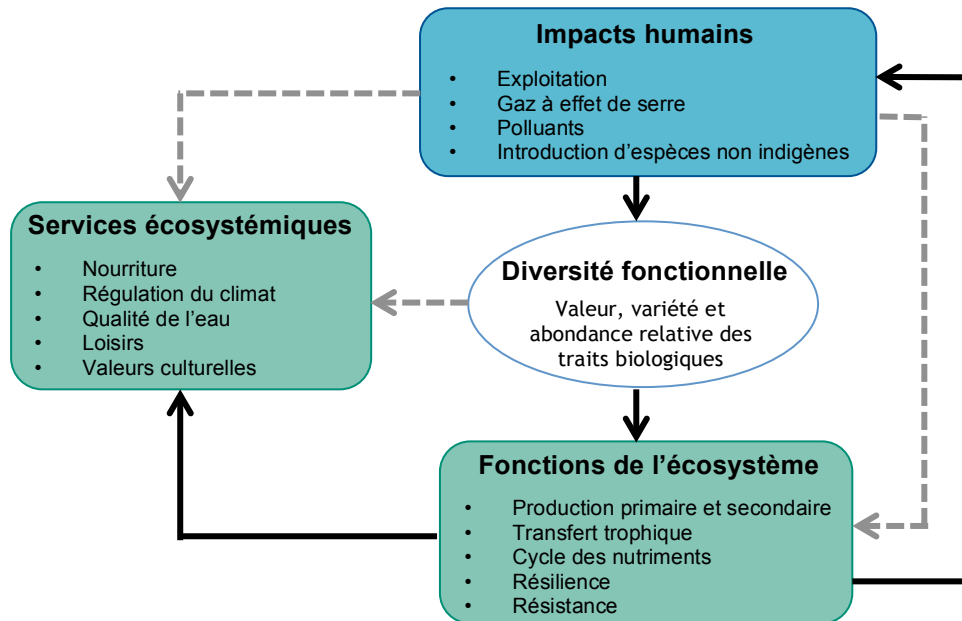 Impacts humains
• Exploitation
• Gaz à effet de serre
• Polluants
• Introduction d’espèces non indigènes
Services écosystémiques
• Nourriture
• Régulation du climat
• Qualité de l’eau
• Loisirs
• Valeurs culturelles
Diversité fonctionnelle
Valeur, variété et
abondance relative des
traits biologiques
Fonctions de l’écosystème
• Production primaire et secondaire
• Transfert trophique
• Cycle des nutriments
• Résilience
• Résistance